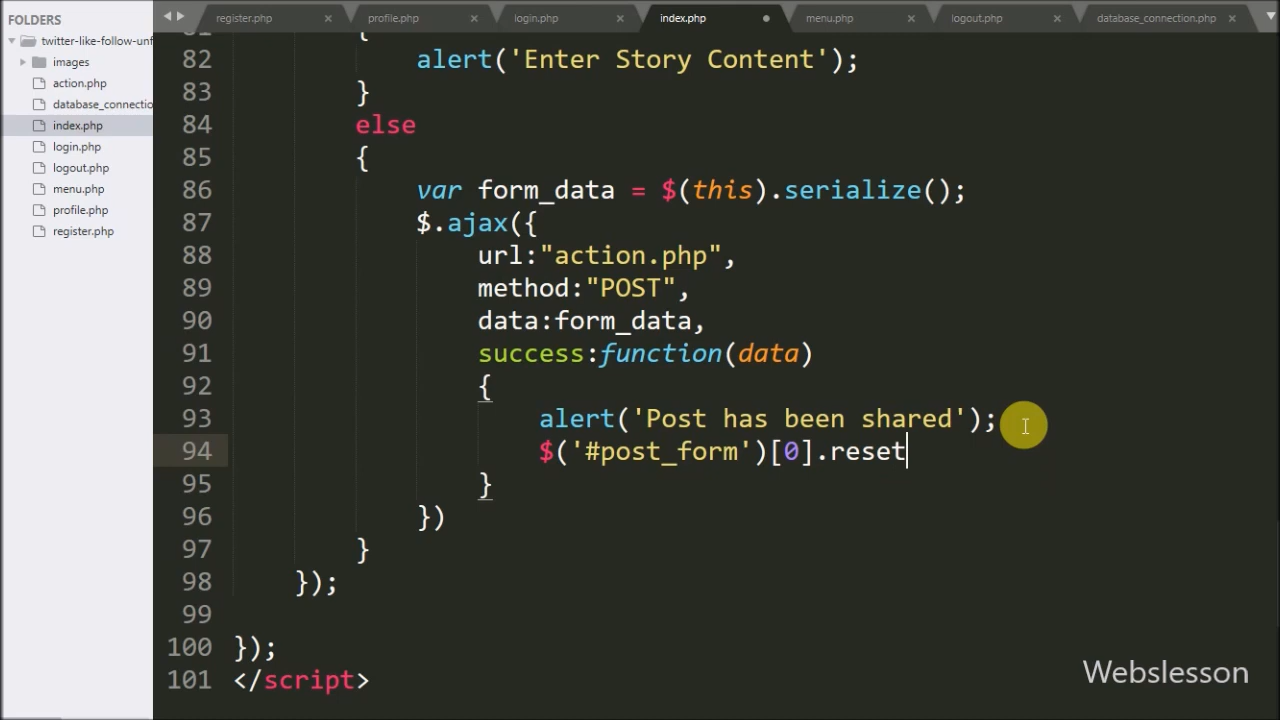 FOLDERS
twitter-like-follow-unf
images
action.php
database_connectio
index.php
login.php
logout.php
menu.php
profile.php
register.php
register.php × profile.php × login.php × index.php menu.php × logout.php × database_connection.php ×
{
82 alert('Enter Story Content');
83 }
84 else
85 {
86 var form_data = $(this).serialize();
87 $.ajax({
88 url:"action.php",
89 method:"POST",
90 data:form_data,
91 success:function(data)
92 {
93 alert('Post has been shared');
94 $('#post_form')[0].reset
95 }
96 })
97 }
98 });
99
100 });
101 </script>
Webslesson